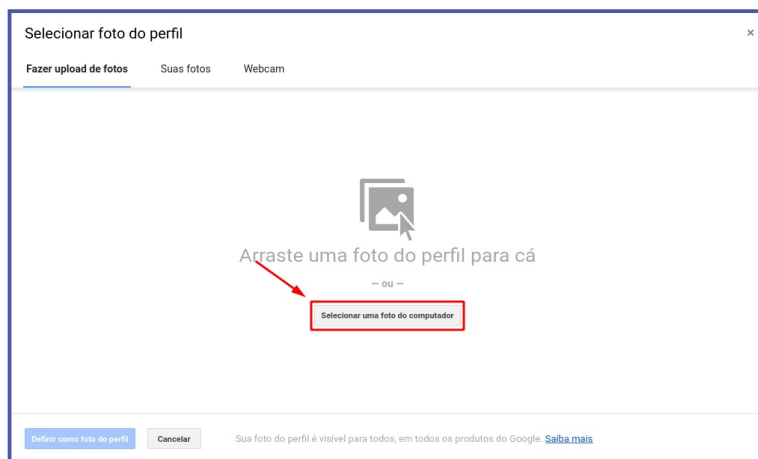 Selecionar foto do perfil ×
Fazer upload de fotos Suas fotos Webcam
Arraste uma foto do perfil para cá
— ou —
Selecionar uma foto do computador
Definir como foto do perfil Cancelar Sua foto do perfil é visível para todos, em todos os produtos do Google. Saiba mais